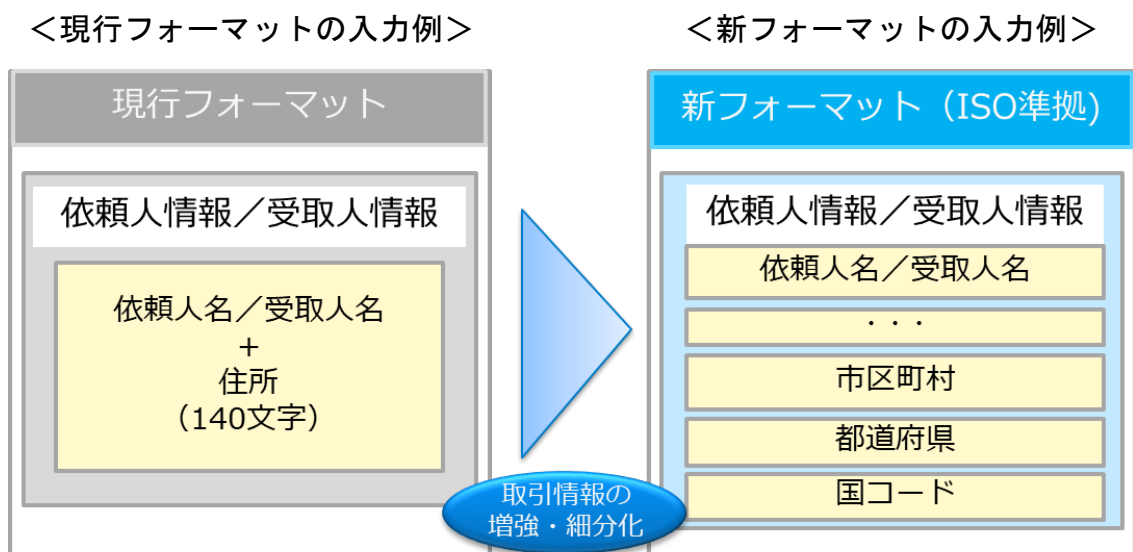 ＜現行フォーマットの入力例＞
現行フォーマット
依頼人情報／受取人情報
依頼人名／受取人名
＋
住所
（140文字）
取引情報の
増強・細分化
＜新フォーマットの入力例＞
新フォーマット（ISO準拠)
依頼人情報／受取人情報
依頼人名／受取人名
・・・
市区町村
都道府県
国コード